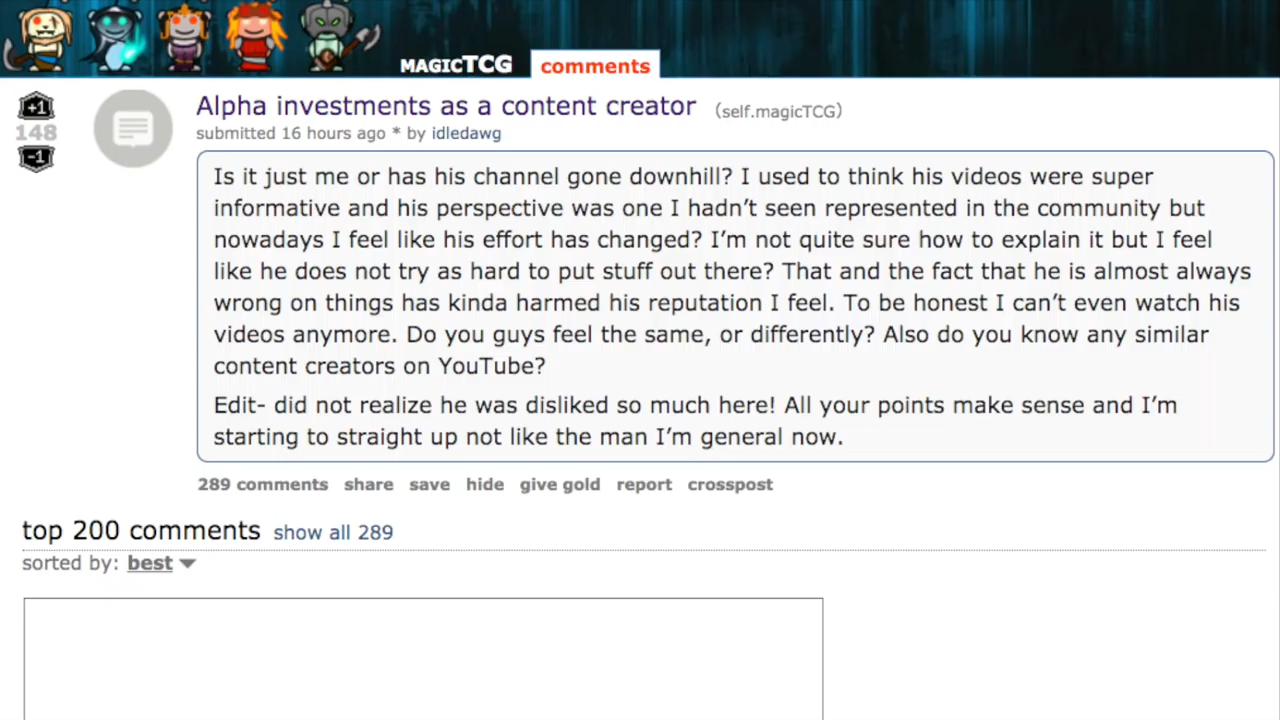 MAGICTCG comments
+1
148
-1
Alpha investments as a content creator (self.magicTCG)
submitted 16 hours ago * by idledawg
Is it just me or has his channel gone downhill? I used to think his videos were super
informative and his perspective was one I hadn't seen represented in the community but
nowadays I feel like his effort has changed? I'm not quite sure how to explain it but I feel
like he does not try as hard to put stuff out there? That and the fact that he is almost always
wrong on things has kinda harmed his reputation I feel. To be honest I can't even watch his
videos anymore. Do you guys feel the same, or differently? Also do you know any similar
content creators on YouTube?
Edit- did not realize he was disliked so much here! All your points make sense and I'm
starting to straight up not like the man I'm general now.
289 comments share save hide give gold report crosspost
top 200 comments show all 289
sorted by: best